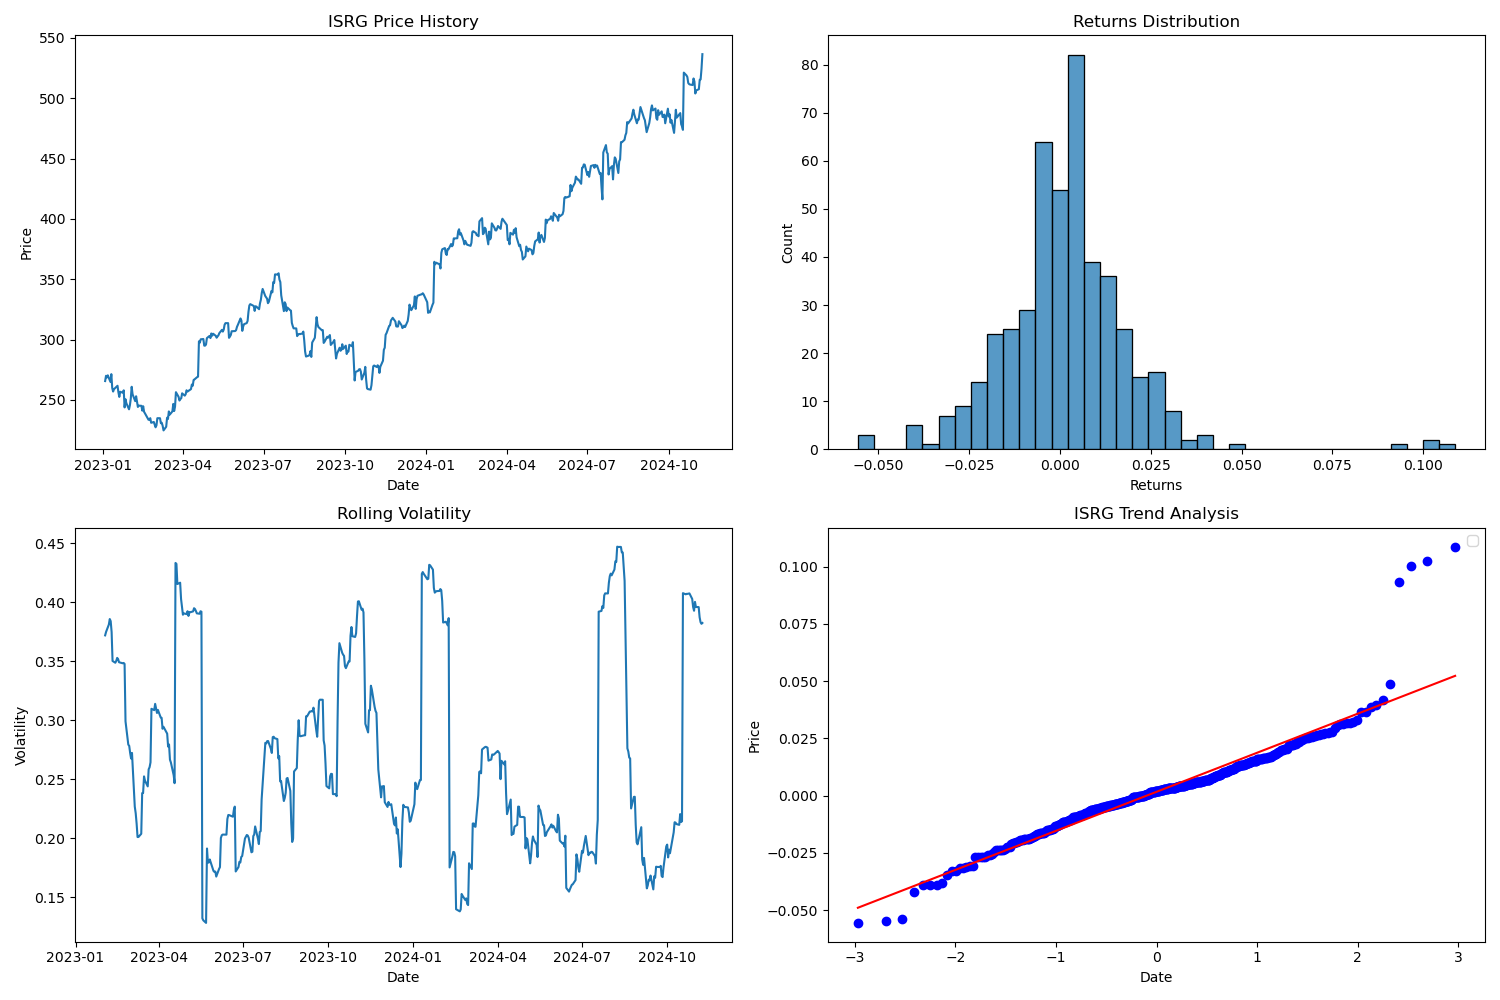 ISRG Price History
550
500
450
400
350
300
250
Price
2023-01 2023-04 2023-07 2023-10 2024-01 2024-04 2024-07 2024-10
Date
Returns Distribution
80
70
60
50
40
30
20
10
0
Count
−0.050 −0.025 0.000 0.025 0.050 0.075 0.100
Returns
Rolling Volatility
0.45
0.40
0.35
0.30
0.25
0.20
0.15
Volatility
2023-01 2023-04 2023-07 2023-10 2024-01 2024-04 2024-07 2024-10
Date
ISRG Trend Analysis
0.100
0.075
0.050
0.025
0.000
−0.025
−0.050
Price
−3 −2 −1 0 1 2 3
Date